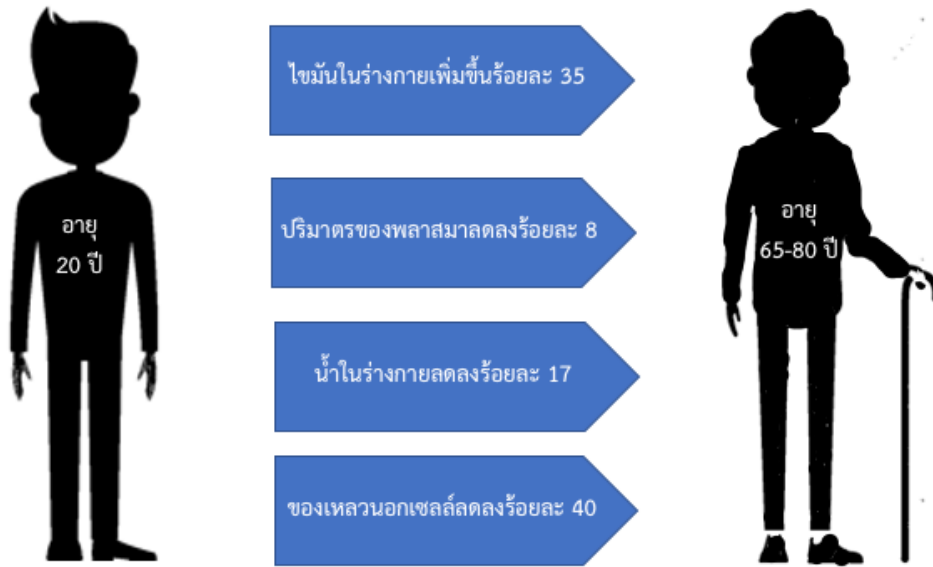 อายุ
20 ปี
ไขมันในร่างกายเพิ่มขึ้นร้อยละ 35
ปริมาตรของพลาสมาลดลงร้อยละ 8
น้ำในร่างกายลดลงร้อยละ 17
ของเหลวนอกเซลล์ลดลงร้อยละ 40
อายุ
65-80 ปี